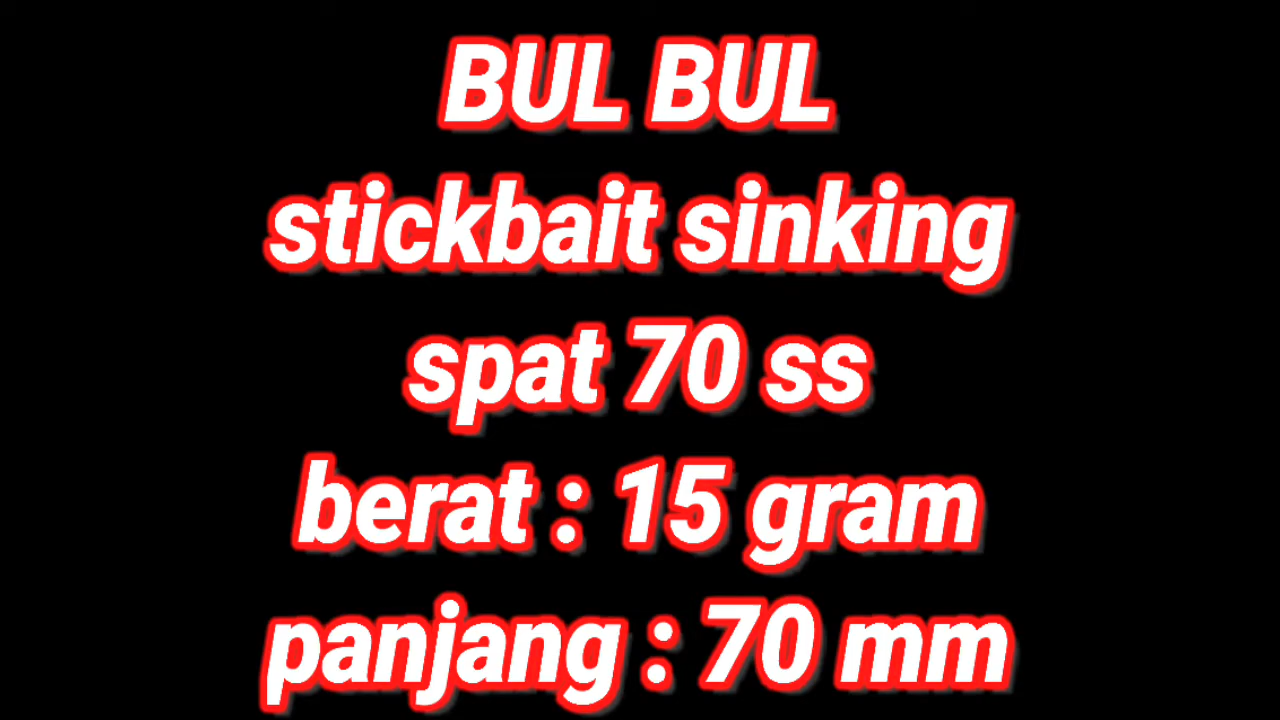 BUL BUL
stickbait sinking
spat 70 ss
berat : 15 gram
panjang : 70 mm